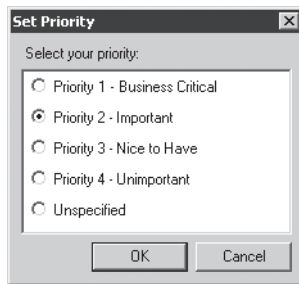 Set Priority
Select your priority:
Priority 1 - Business Critical
Priority 2 - Important
Priority 3 - Nice to Have
Priority 4 - Unimportant
Unspecified
OK Cancel